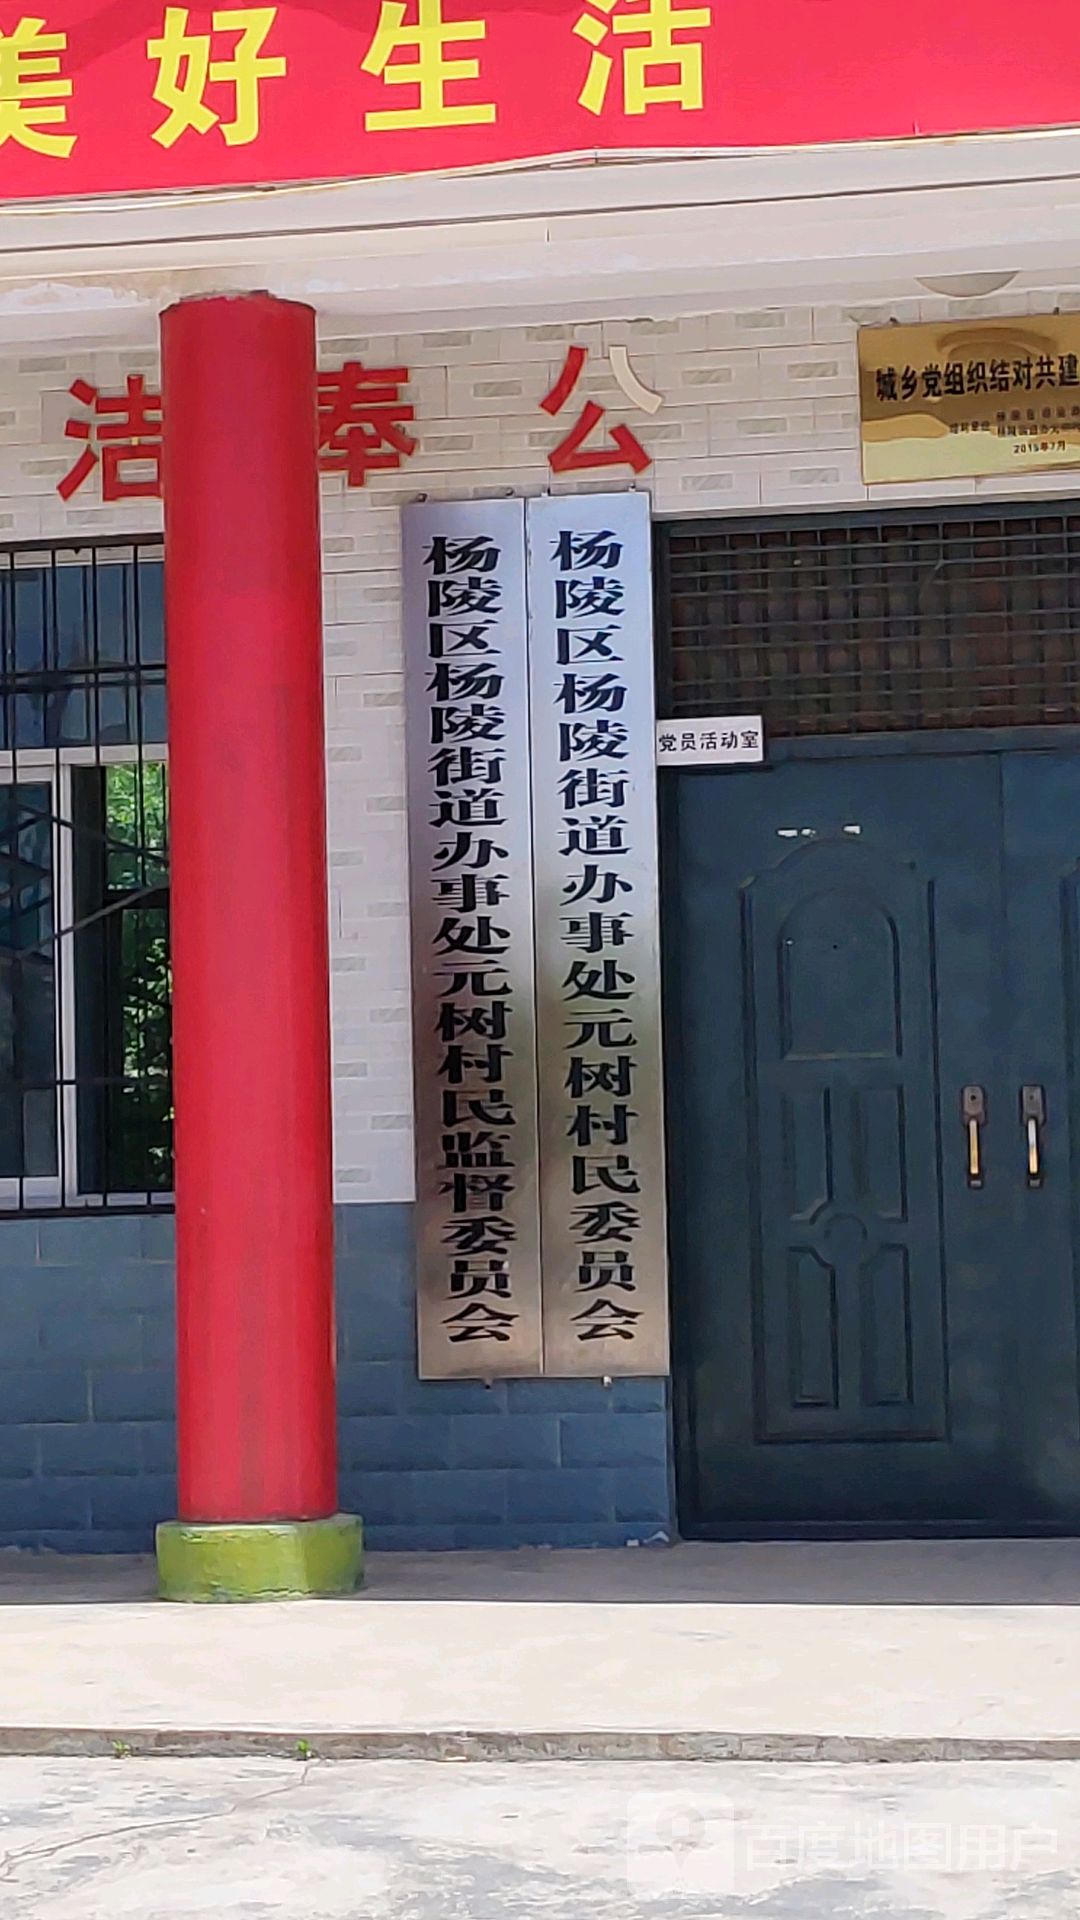 美好生活
洁奉公
城乡党组织结对共建
2015年7月
杨陵区杨陵街道办事处元树村民监督委员会
杨陵区杨陵街道办事处元树村民委员会
党员活动室
百度地图用户